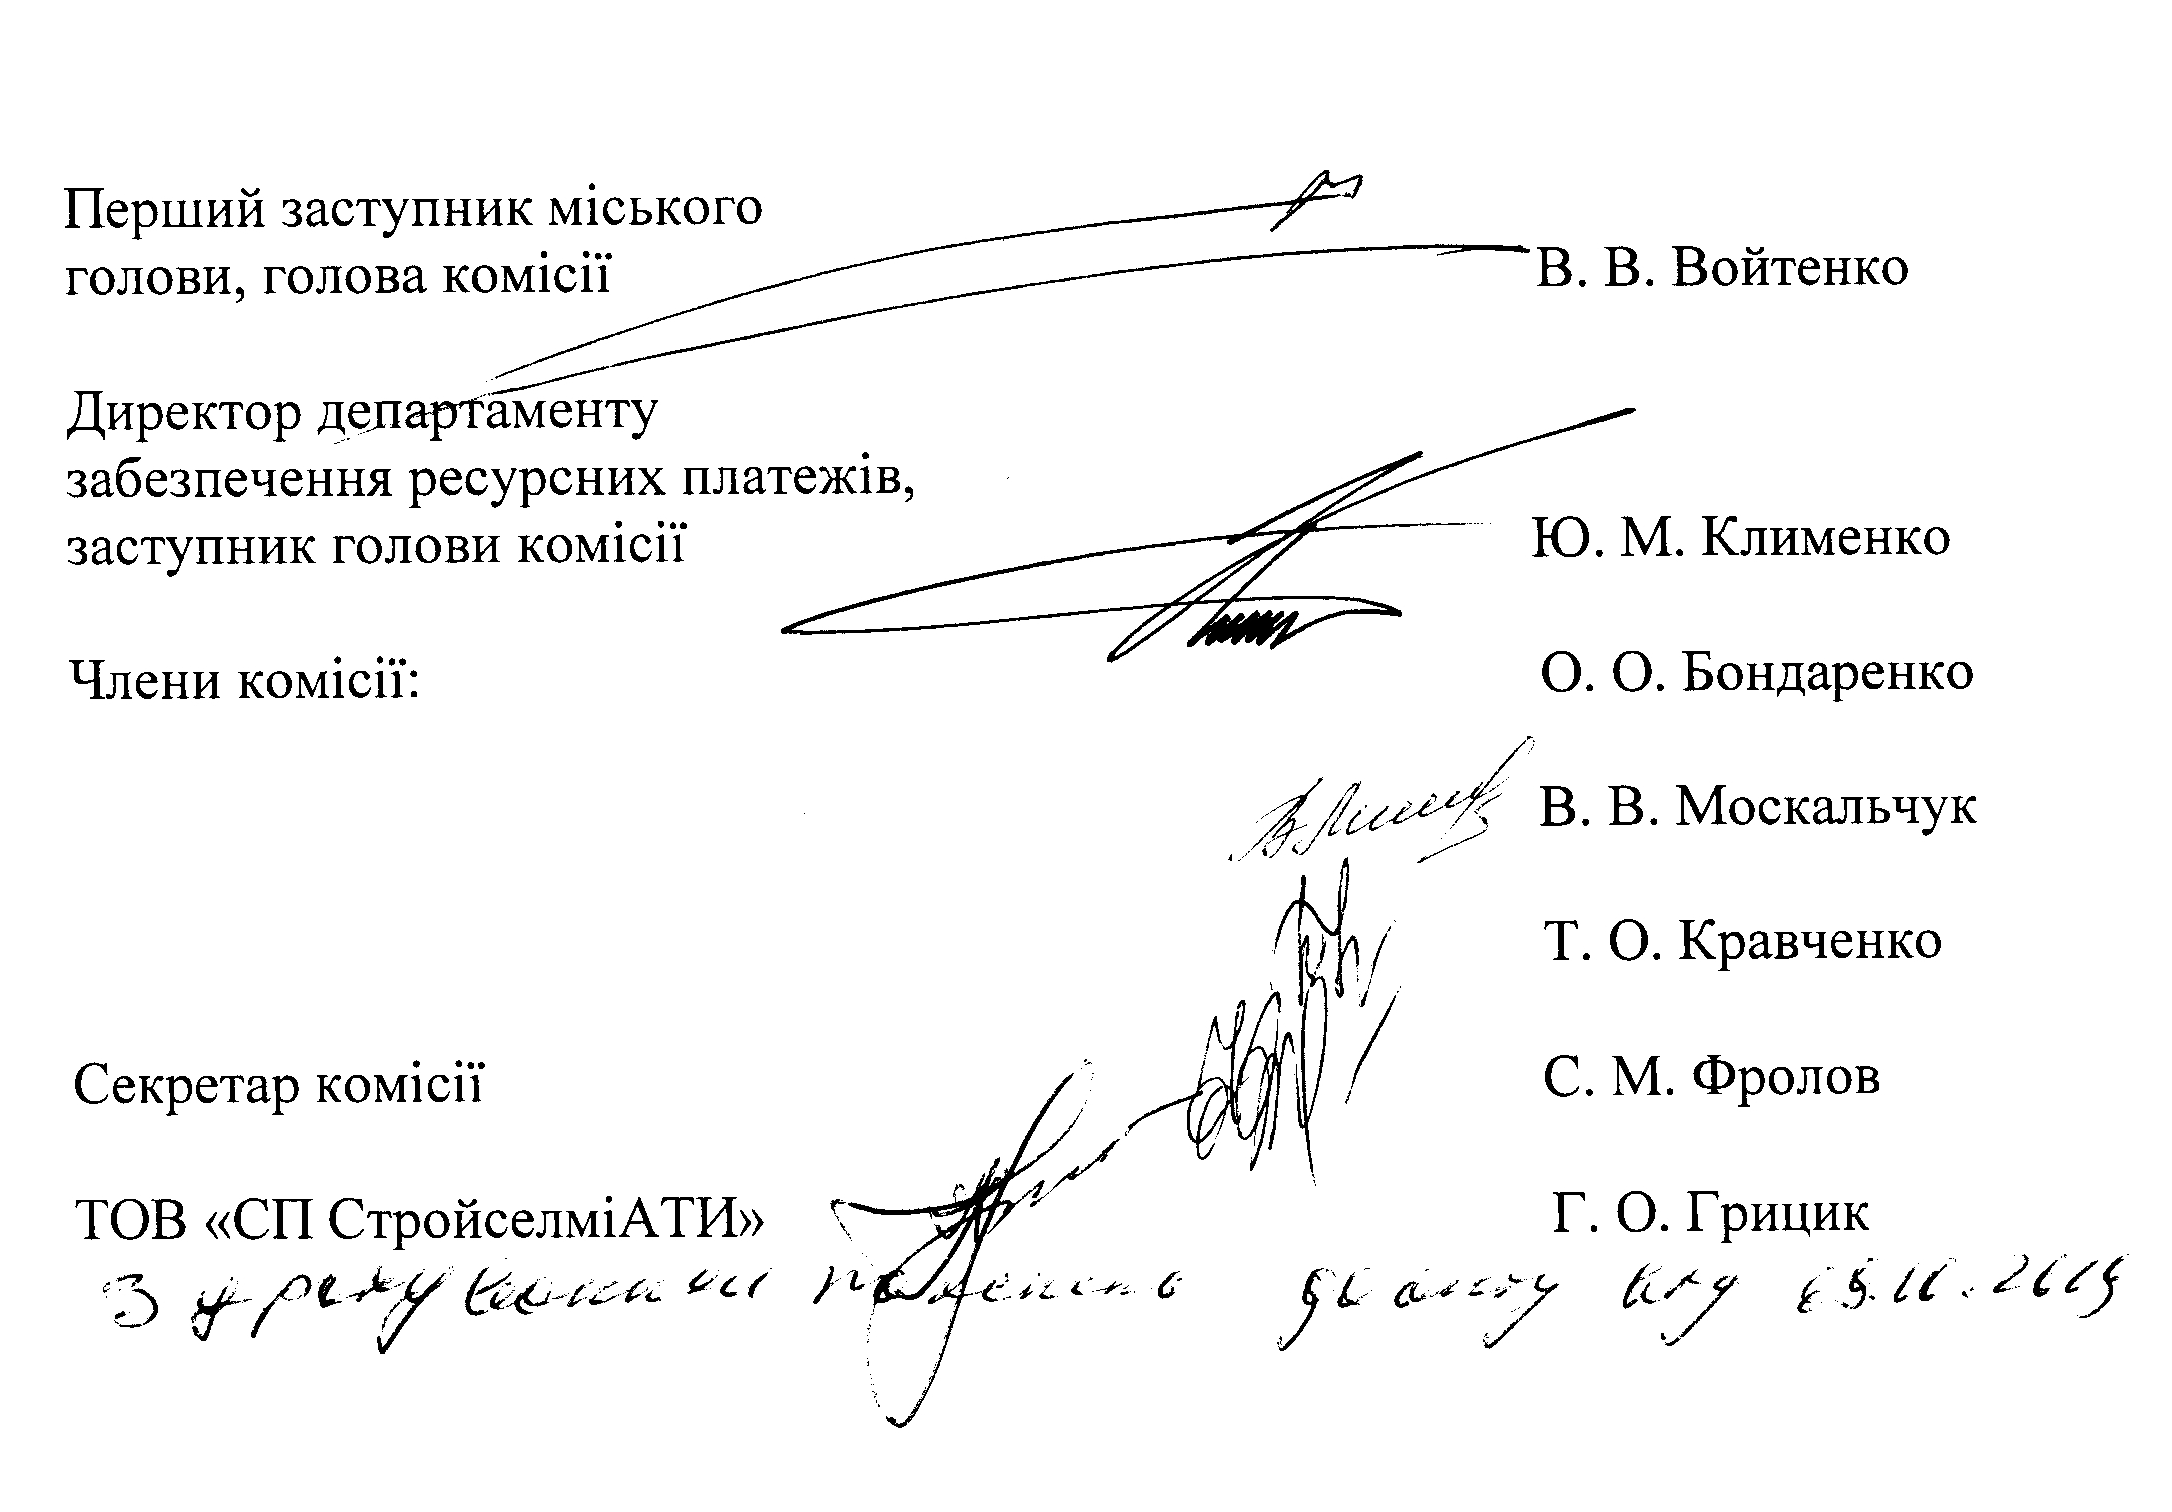 Перший заступник міського
голови, голова комісії
В. В. Войтенко
Директор департаменту
забезпечення ресурсних платежів,
заступник голови комісії
Ю. М. Клименко
Члени комісії:
О. О. Бондаренко
В. В. Москальчук
Т. О. Кравченко
Секретар комісії
С. М. Фролов
ТОВ «СП СтройселміАТИ»
Г. О. Грицик
З урахуванням